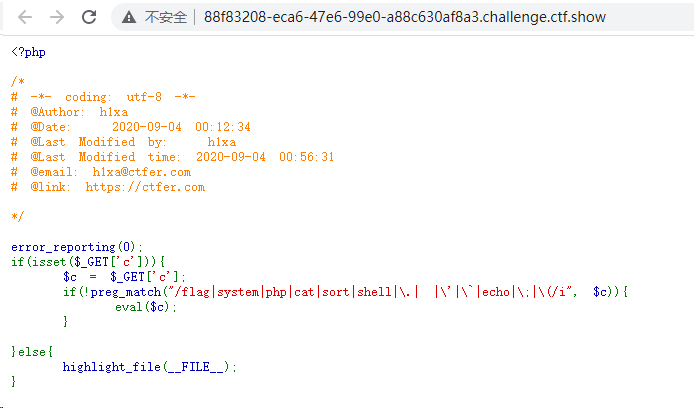 不安全 | 88f83208-eca6-47e6-99e0-a88c630af8a3.challenge.ctf.show
<?php
/*
# -*- coding: utf-8 -*-
# @Author: h1xa
# @Date:   2020-09-04 00:12:34
# @Last Modified by:   h1xa
# @Last Modified time: 2020-09-04 00:56:31
# @email: h1xa@ctfer.com
# @link: https://ctfer.com
*/
error_reporting(0);
if(isset($_GET['c'])){
    $c = $_GET['c'];
    if(!preg_match("/flag|system|php|cat|sort|shell|\.| |\'|\`|echo|\;|\(/i", $c)){
        eval($c);
    }
}else{
    highlight_file(__FILE__);
}